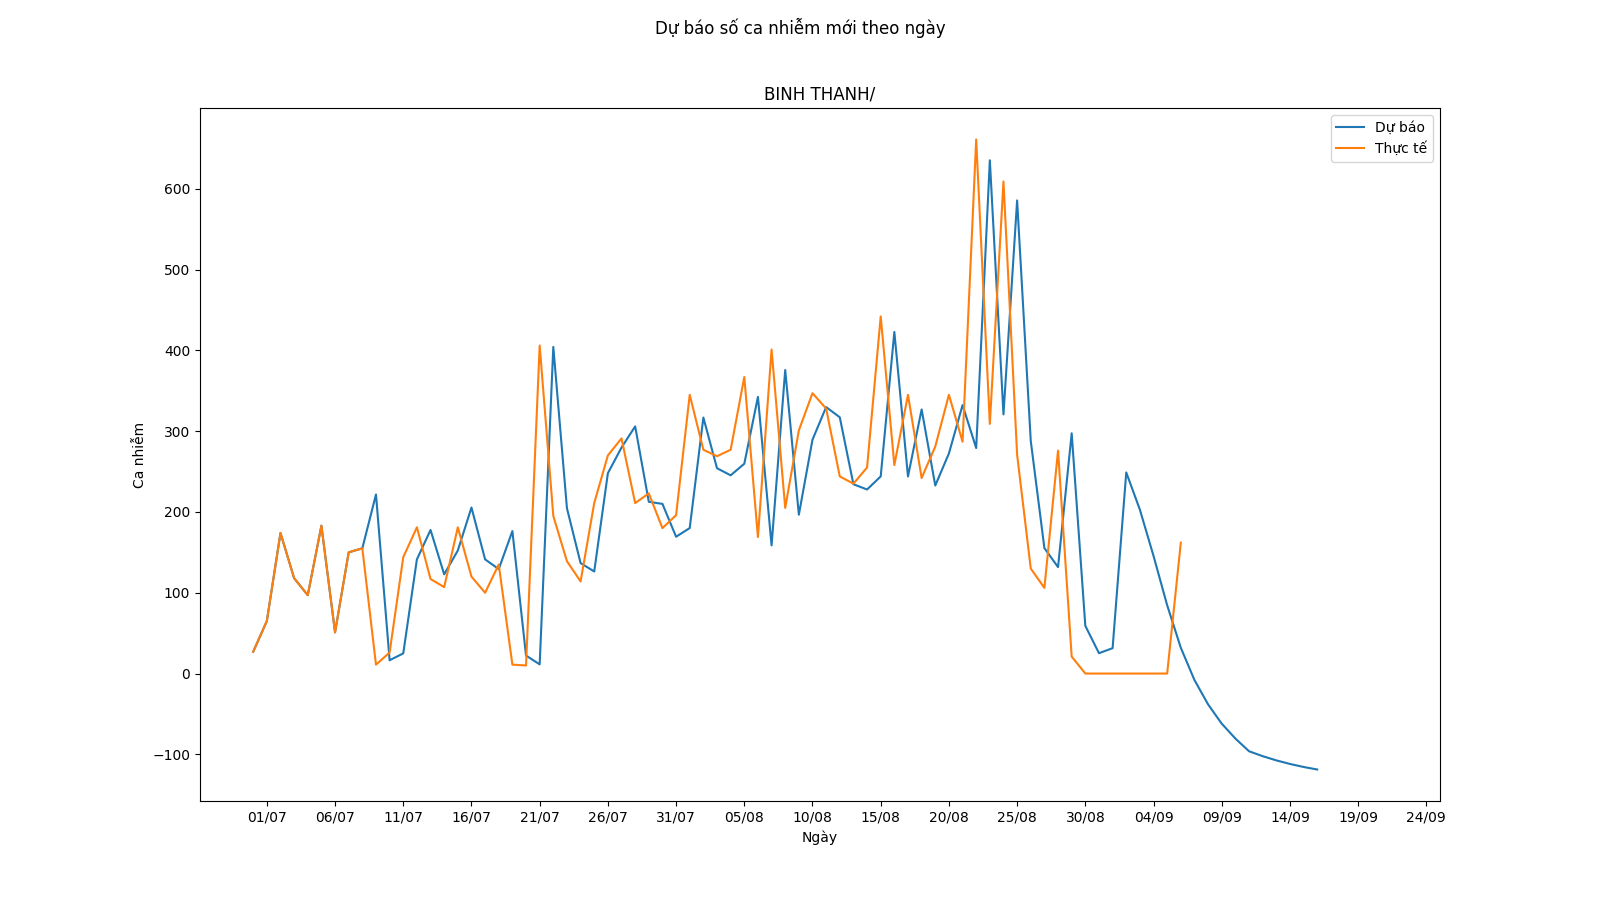 Dự báo số ca nhiễm mới theo ngày
BINH THANH/
Dự báo
Thực tế
600
500
400
300
200
100
0
−100
Ca nhiễm
01/07 06/07 11/07 16/07 21/07 26/07 31/07 05/08 10/08 15/08 20/08 25/08 30/08 04/09 09/09 14/09 19/09 24/09
Ngày